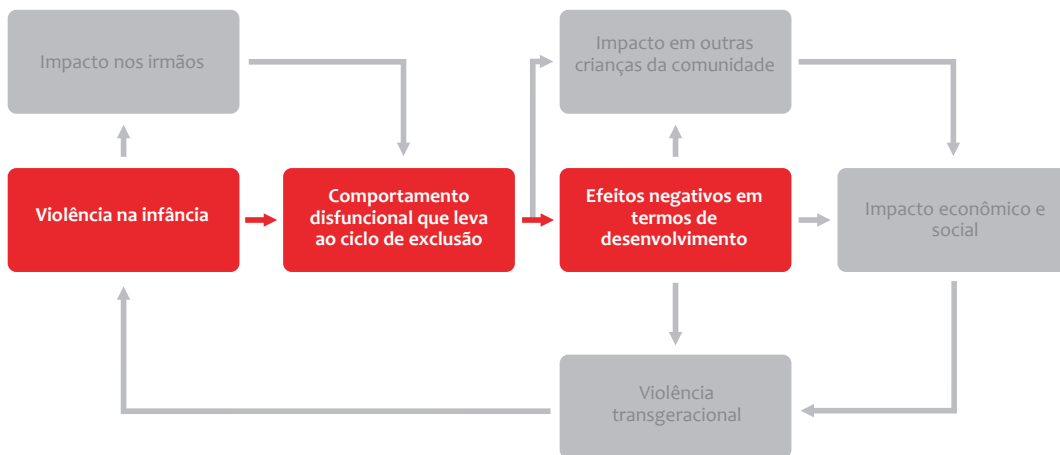 Impacto nos irmãos
Impacto em outras
crianças da comunidade
Violência na infância
Comportamento
disfuncional que leva
ao ciclo de exclusão
Efeitos negativos em
termos de
desenvolvimento
Impacto econômico e
social
Violência
transgeracional